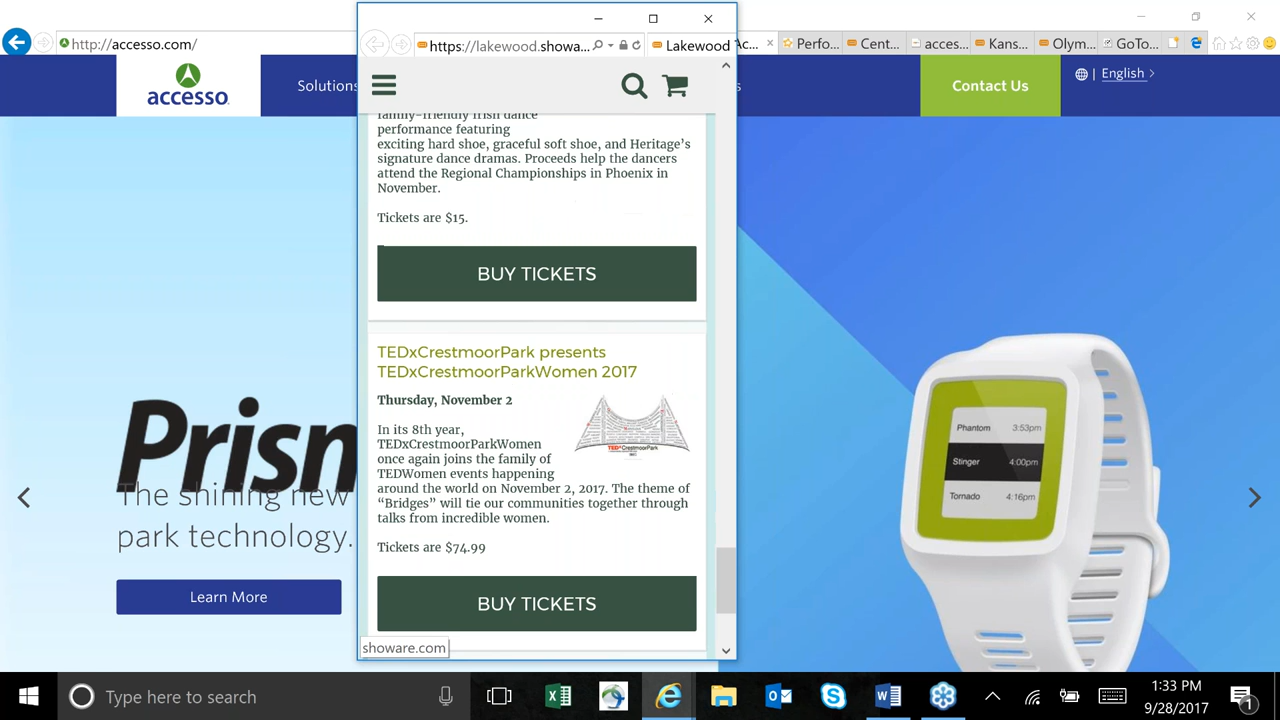 http://accesso.com/
https://lakewood.showa...
Lakewood
Ac...
Perfo...
Cent...
acces...
Kans...
Olym...
GoTo...
accesso
Solutions
s
Contact Us
| English
family-friendly Irish dance
performance featuring
exciting hard shoe, graceful soft shoe, and Heritage's
signature dance dramas. Proceeds help the dancers
attend the Regional Championships in Phoenix in
November.
Tickets are $15.
BUY TICKETS
TEDxCrestmoorPark presents
TEDxCrestmoorParkWomen 2017
Thursday, November 2
In its 8th year,
TEDxCrestmoorParkWomen
once again joins the family of
TEDWomen events happening
around the world on November 2, 2017. The theme of
“Bridges” will tie our communities together through
talks from incredible women.
TEDxCrestmoorPark
Tickets are $74.99
BUY TICKETS
showare.com
Prism
The shining new
park technology.
Learn More
Phantom 3:53pm
Stinger 4:00pm
Tornado 4:16pm
Type here to search
1:33 PM
9/28/2017
1